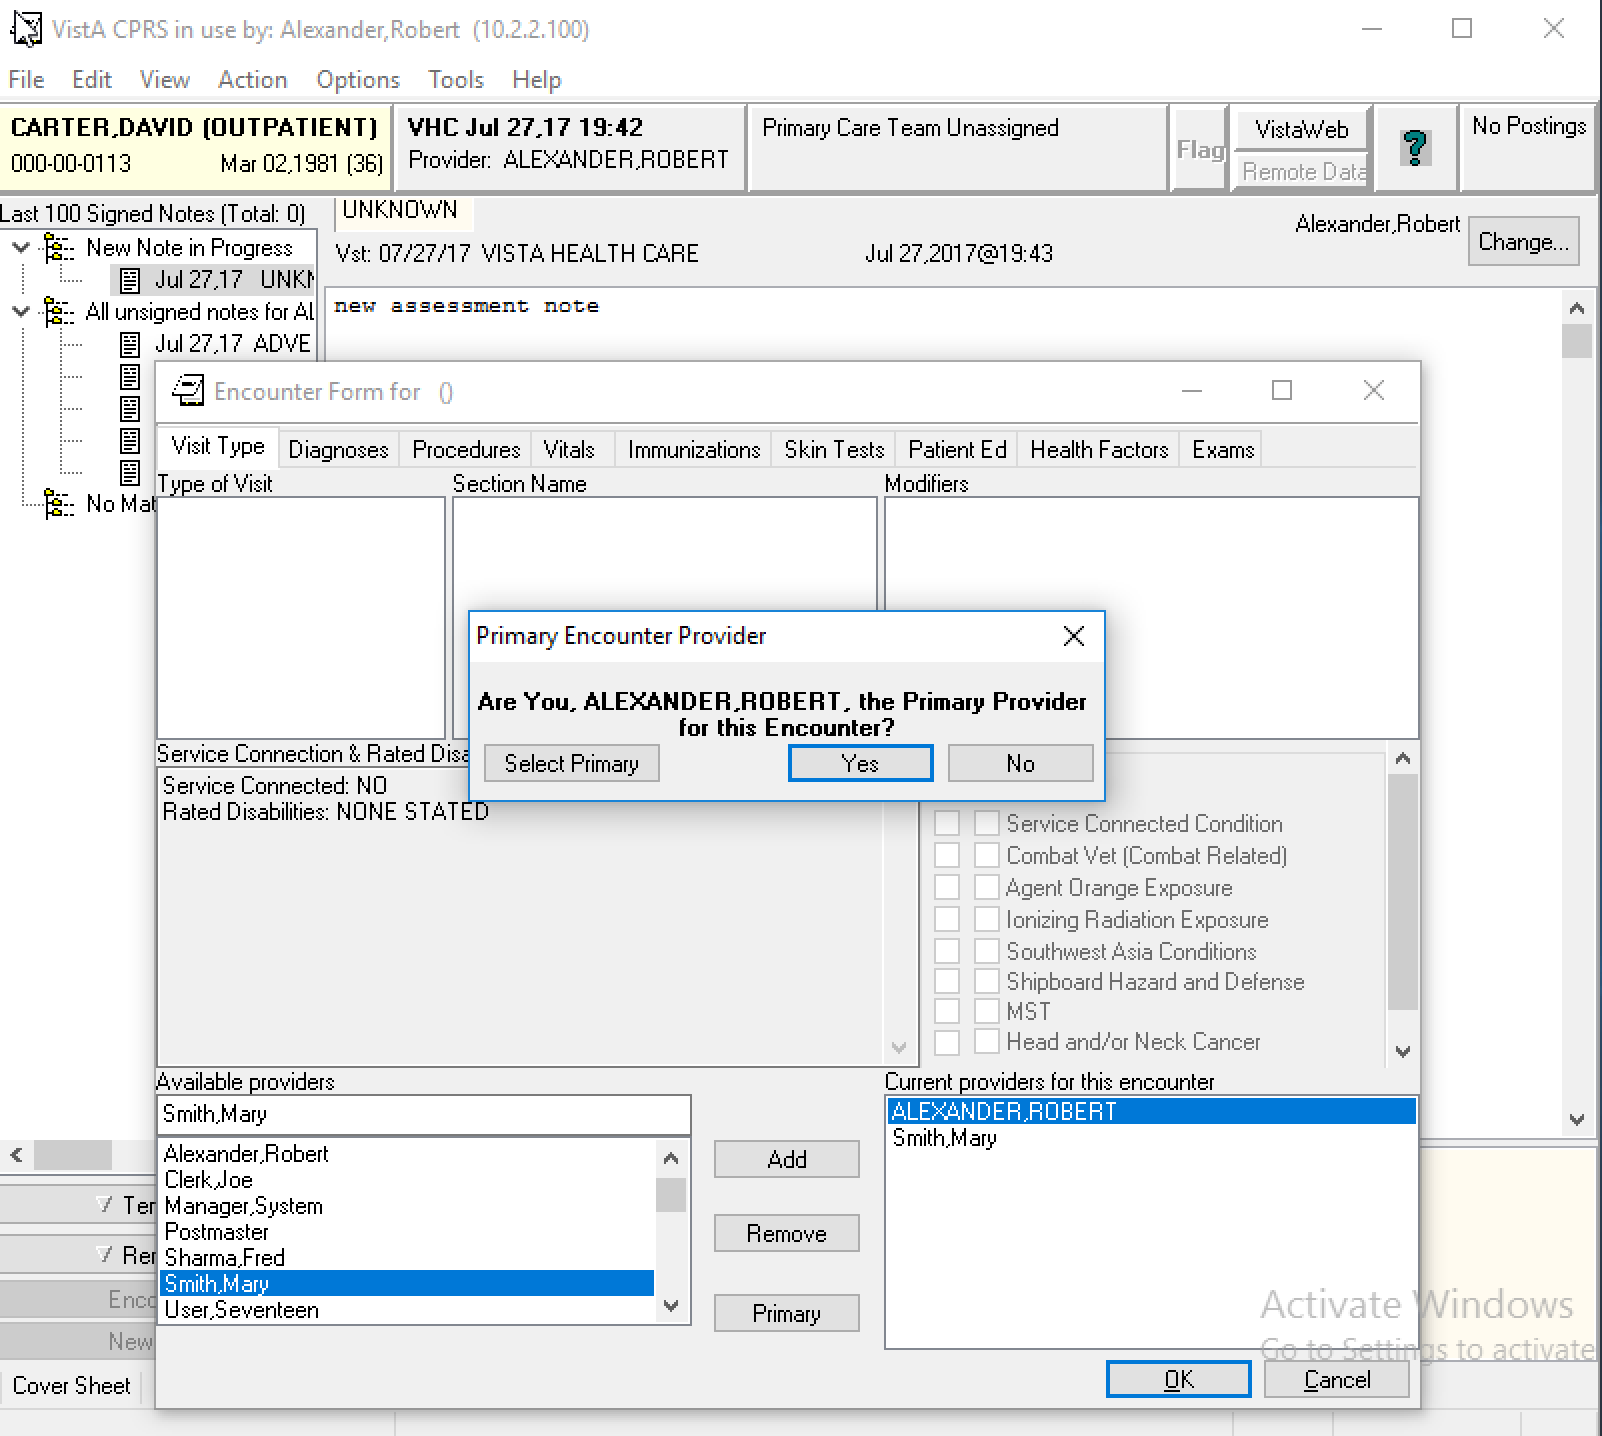 VistA CPRS in use by: Alexander,Robert (10.2.2.100)
File Edit View Action Options Tools Help
CARTER,DAVID (OUTPATIENT)
000-00-0113 Mar 02,1981 (36)
VHC Jul 27,17 19:42
Provider: ALEXANDER,ROBERT
Primary Care Team Unassigned
Flag
VistaWeb
Remote Data
?
No Postings
Last 100 Signed Notes (Total: 0)
New Note in Progress
Jul 27,17 UNKN
All unsigned notes for AL
Jul 27,17 ADVE
No Mat
UNKNOWN
Vst: 07/27/17 VISTA HEALTH CARE Jul 27,2017@19:43
Alexander,Robert
Change...
new assessment note
Encounter Form for ()
Visit Type Diagnoses Procedures Vitals Immunizations Skin Tests Patient Ed Health Factors Exams
Type of Visit Section Name Modifiers
Primary Encounter Provider
Are You, ALEXANDER,ROBERT, the Primary Provider
for this Encounter?
Select Primary Yes No
Service Connection & Rated Disa
Service Connected: NO
Rated Disabilities: NONE STATED
Service Connected Condition
Combat Vet (Combat Related)
Agent Orange Exposure
Ionizing Radiation Exposure
Southwest Asia Conditions
Shipboard Hazard and Defense
MST
Head and/or Neck Cancer
Available providers
Smith,Mary
Alexander,Robert
Clerk,Joe
Manager,System
Postmaster
Sharma,Fred
Smith,Mary
User,Seventeen
Add
Remove
Primary
Current providers for this encounter
ALEXANDER,ROBERT
Smith,Mary
OK Cancel
Ter
Rer
Enco
New
Cover Sheet
Activate Windows
Go to Settings to activate